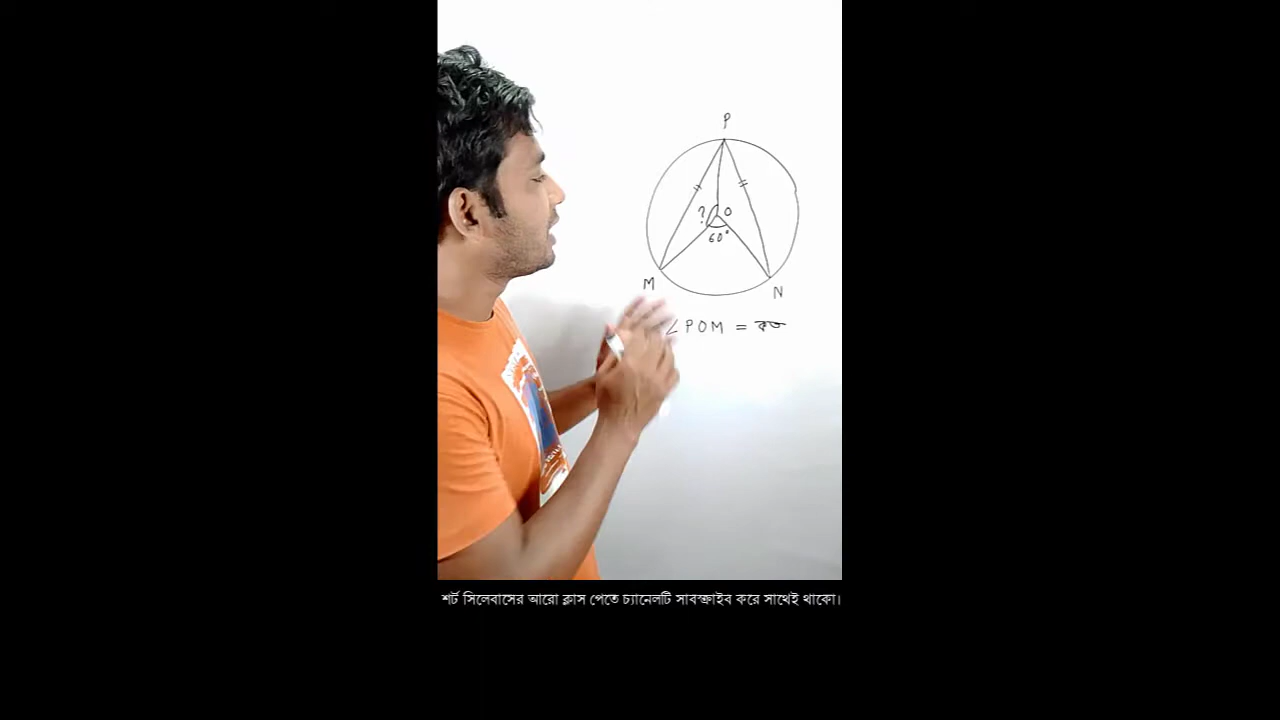 P
? O
60°
M
N
∠POM = কত
শর্ট সিলেবাসের আরো ক্লাস পেতে চ্যানেলটি সাবস্ক্রাইব করে সাথেই থাকো।